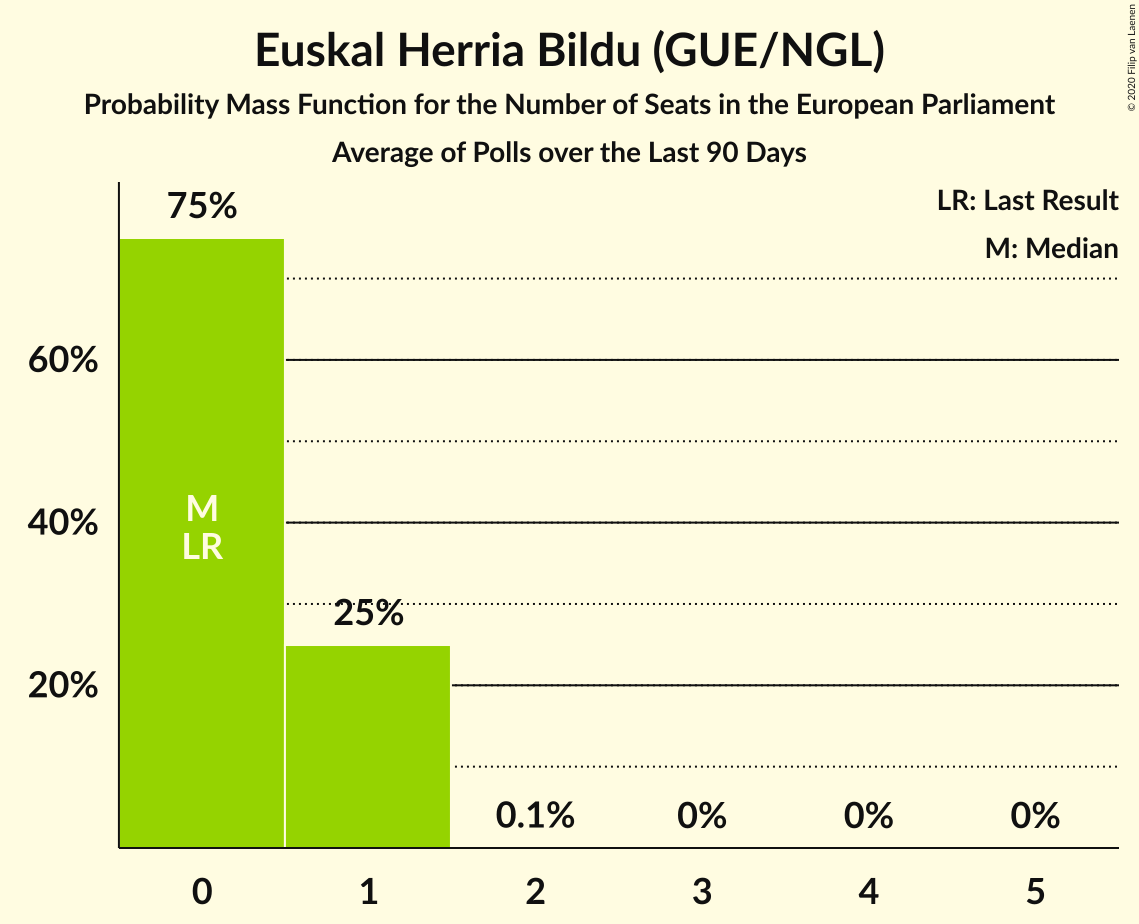 Euskal Herria Bildu (GUE/NGL)
Probability Mass Function for the Number of Seats in the European Parliament
Average of Polls over the Last 90 Days
© 2020 Filip van Laenen
LR: Last Result
M: Median
75%
60%
M
40%
LR
25%
20%
0.1%
0%
0%
0%
0
1
2
3
4
5